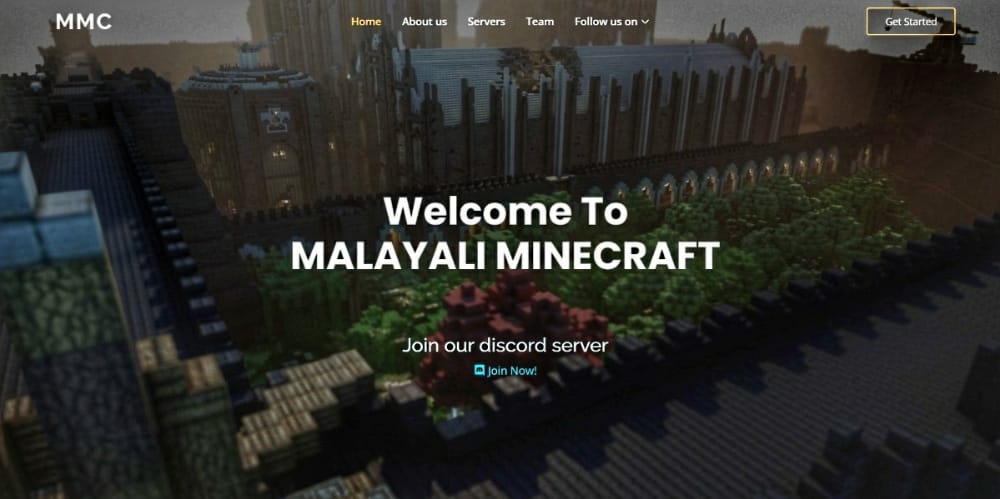 MMC
Home About us Servers Team Follow us on Get Started
Welcome To
MALAYALI MINECRAFT
Join our discord server
Join Now!